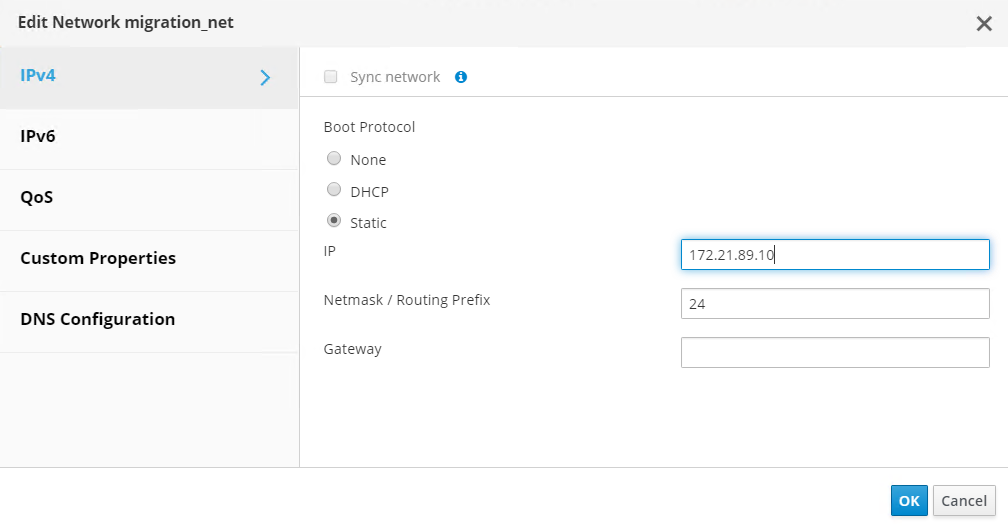 Edit Network migration_net
IPv4
IPv6
QoS
Custom Properties
DNS Configuration
Sync network
Boot Protocol
None
DHCP
Static
IP
172.21.89.10
Netmask / Routing Prefix
24
Gateway
OK
Cancel